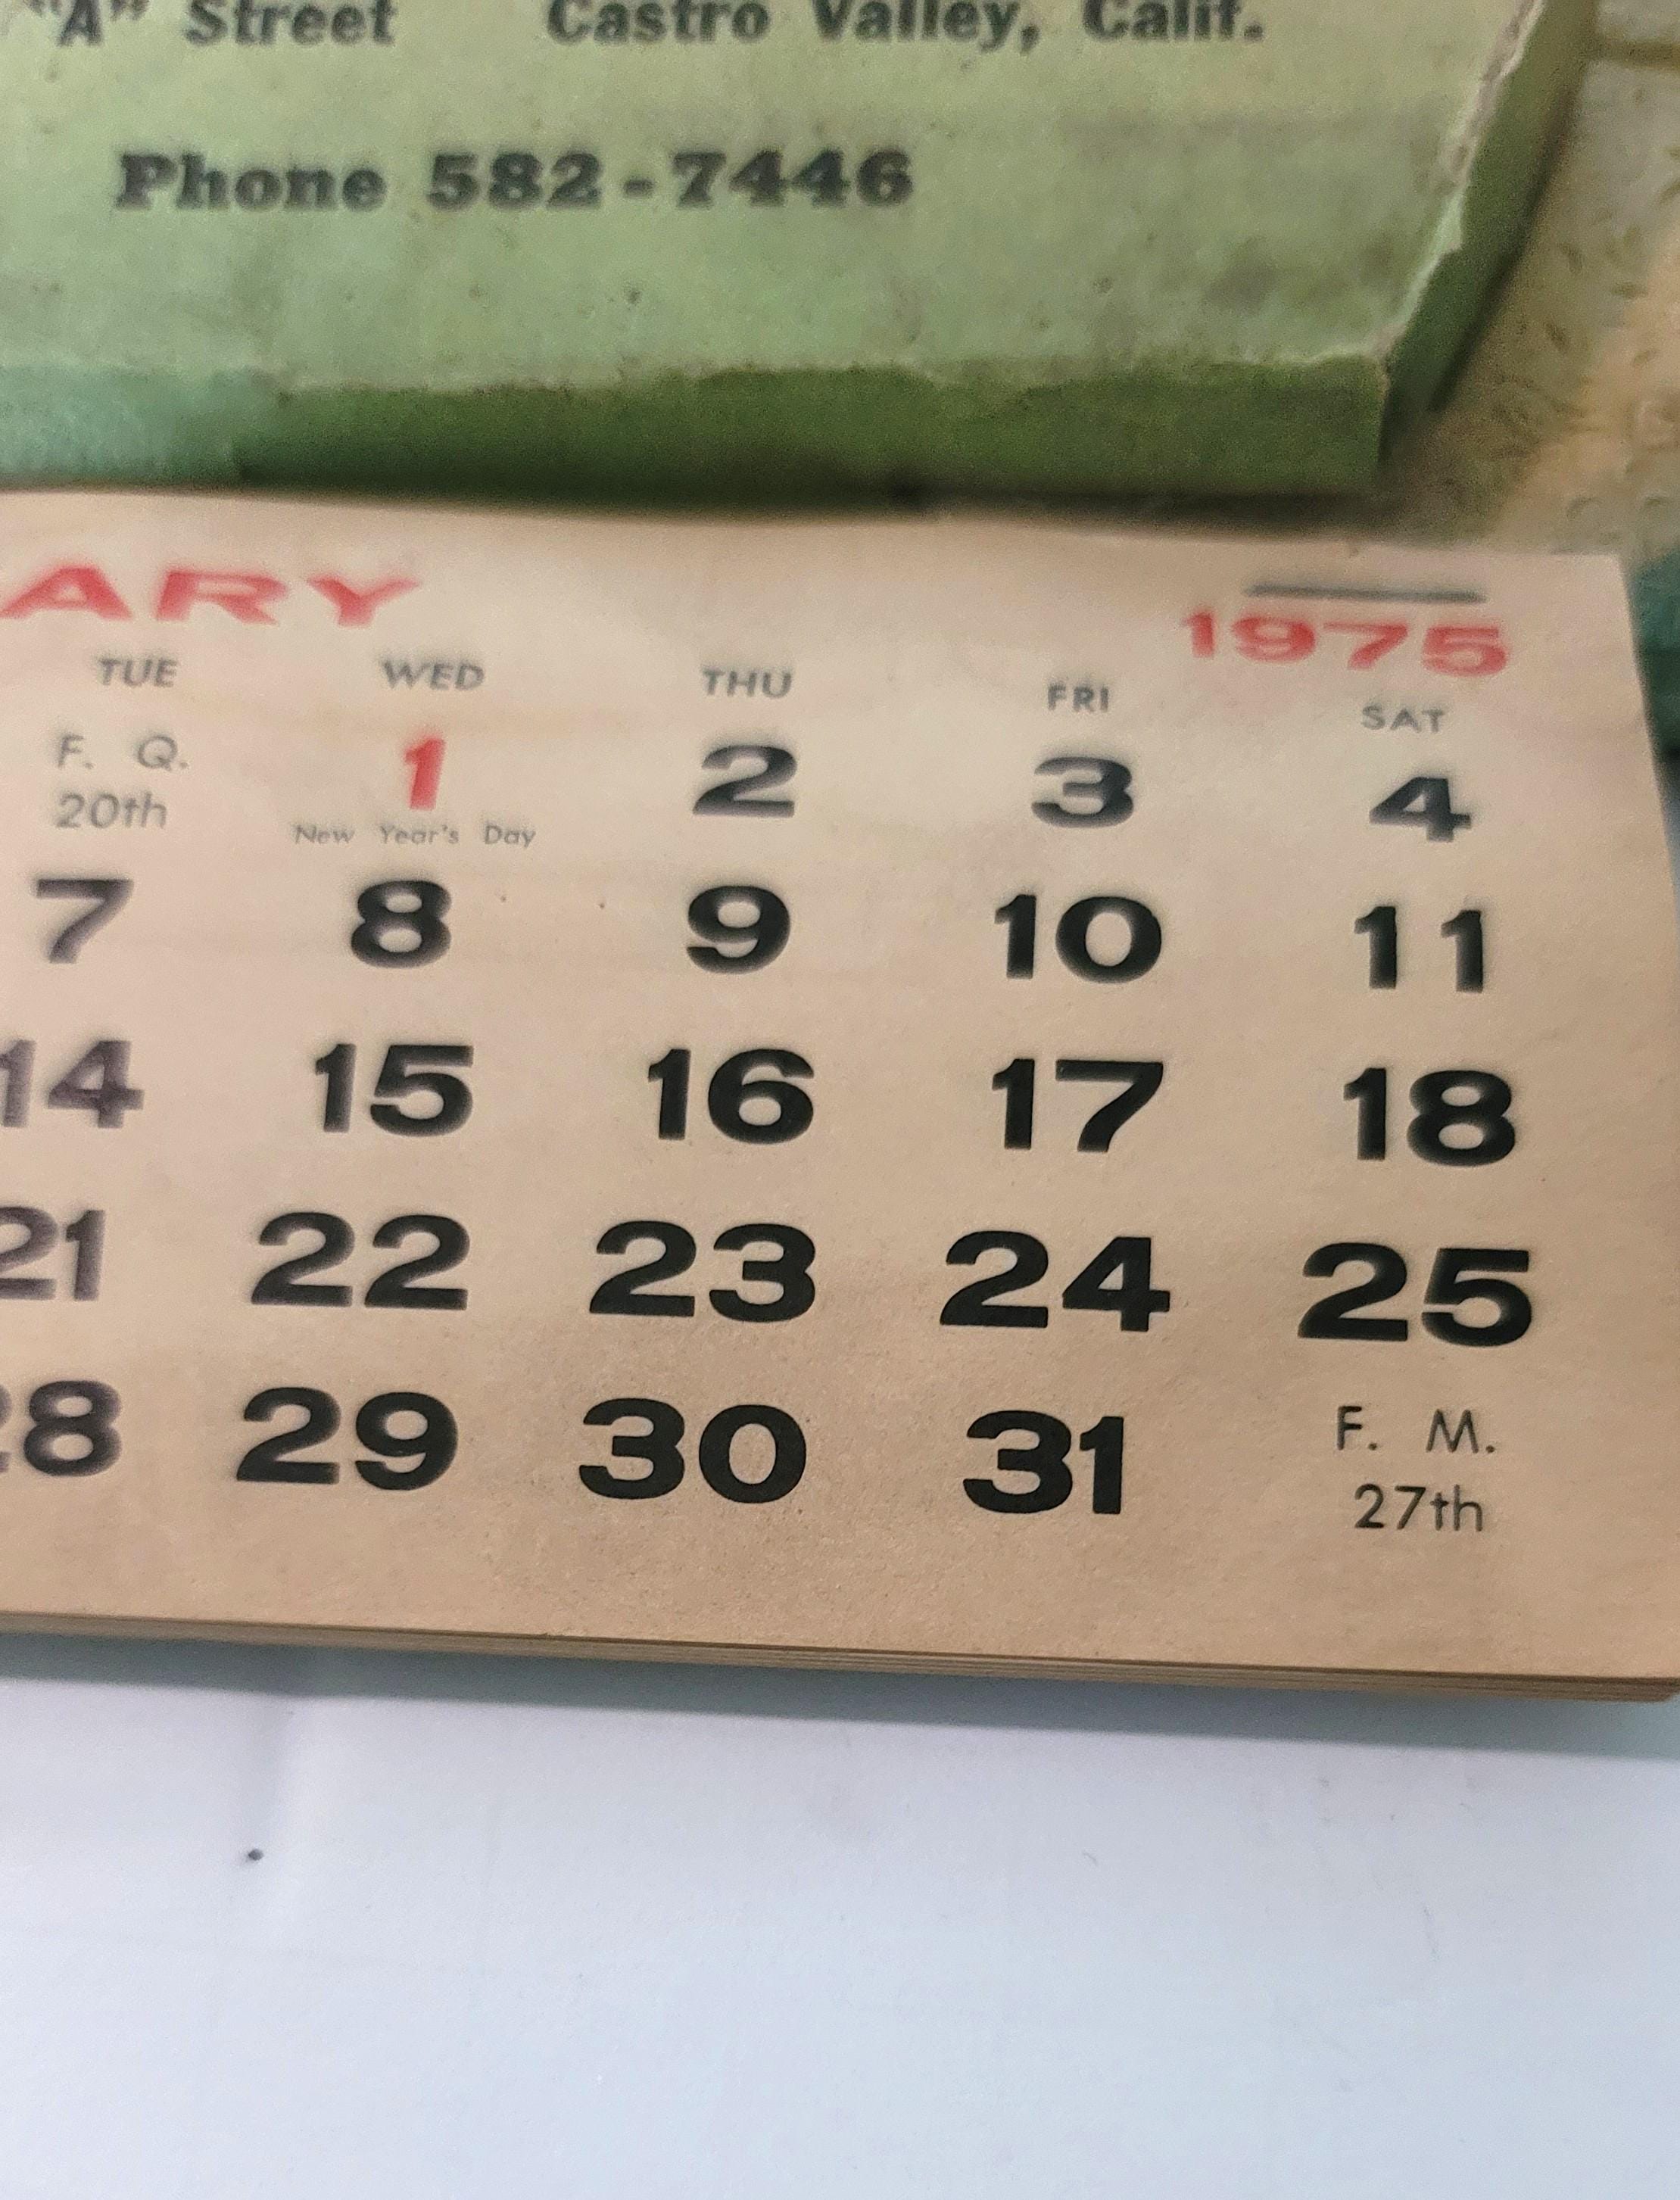 "A" Street Castro Valley, Calif.
Phone 582-7446
ARY 1975
TUE WED THU FRI SAT
F. Q. 20th 1 New Year's Day 2 3 4
7 8 9 10 11
14 15 16 17 18
21 22 23 24 25
28 29 30 31 F. M. 27th